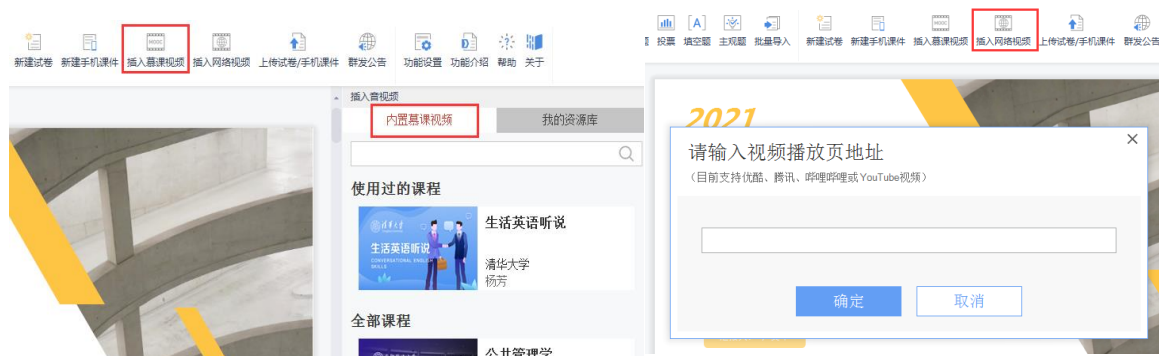 新建试卷 新建手机课件 插入慕课视频 插入网络视频 上传试卷/手机课件 群发公告 功能设置 功能介绍 帮助 关于
插入音视频
内置慕课视频 我的资源库
使用过的课程
清华大学
生活英语听说
CONVERSATIONAL ENGLISH SKILLS
生活英语听说
清华大学
杨芳
全部课程
公共管理学
投票 填空题 主观题 批量导入 新建试卷 新建手机课件 插入慕课视频 插入网络视频 上传试卷/手机课件 群发公告
2021
请输入视频播放页地址
(目前支持优酷、腾讯、哔哩哔哩或YouTube视频)
确定 取消